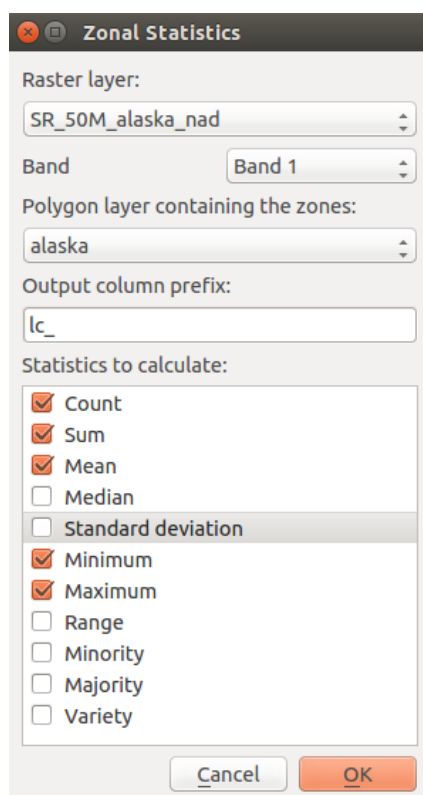 Zonal Statistics
Raster layer:
SR_50M_alaska_nad
Band Band 1
Polygon layer containing the zones:
alaska
Output column prefix:
lc_
Statistics to calculate:
Count
Sum
Mean
Median
Standard deviation
Minimum
Maximum
Range
Minority
Majority
Variety
Cancel OK